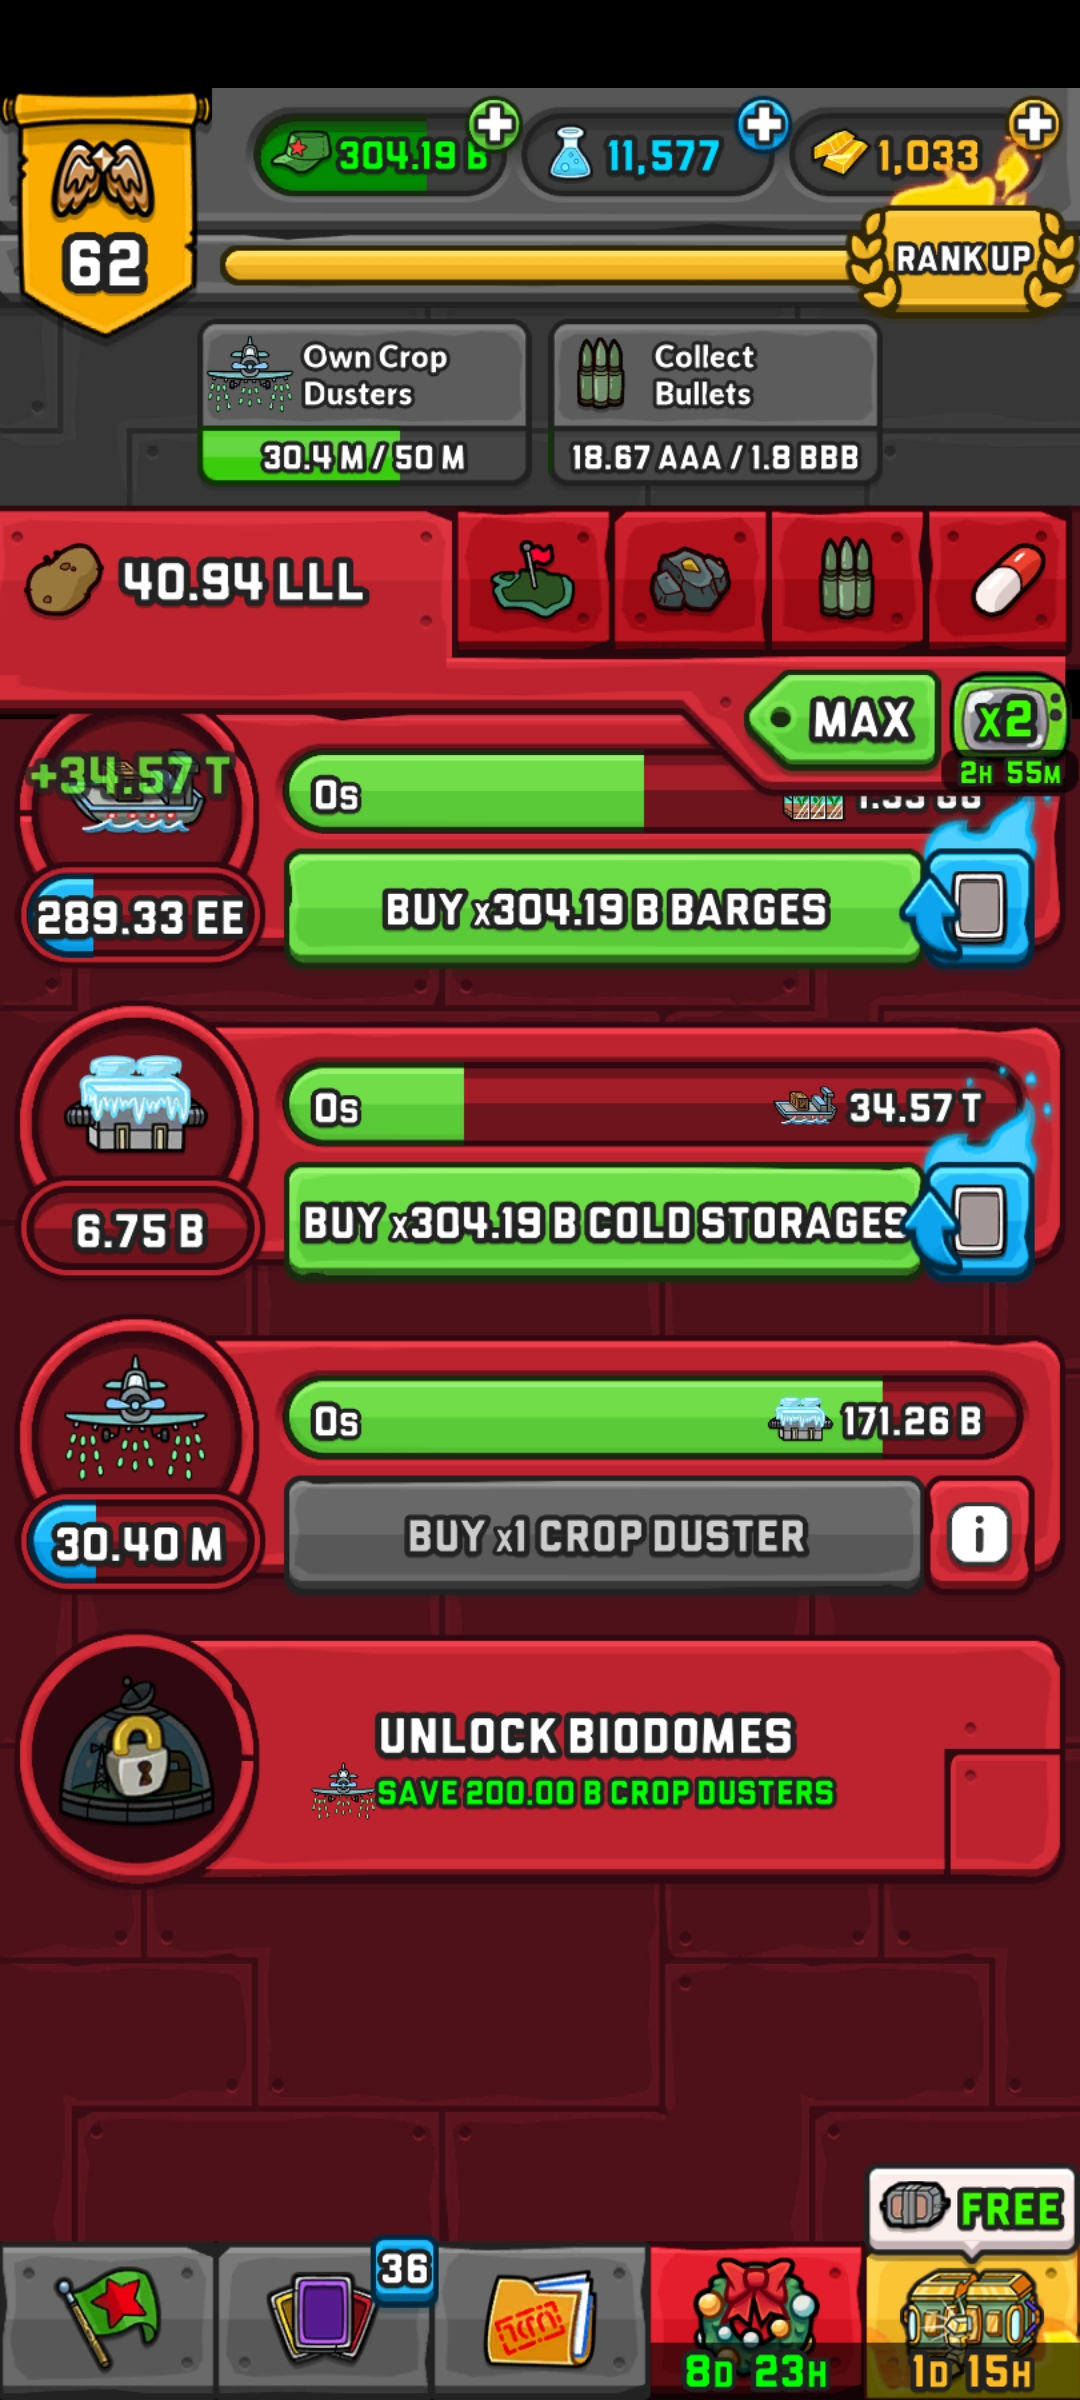 304.19 B
11,577
1,033
62
RANK UP
Own Crop
Dusters
30.4 M / 50 M
Collect
Bullets
18.67 AAA / 1.8 BBB
40.94 LLL
MAX
x2
2H 55M
+34.57 T
0s
289.33 EE
BUY x304.19 B BARGES
0s
34.57 T
6.75 B
BUY x304.19 B COLD STORAGES
0s
171.26 B
30.40 M
BUY x1 CROP DUSTER
i
UNLOCK BIODOMES
SAVE 200.00 B CROP DUSTERS
FREE
36
8D 23H
1D 15H